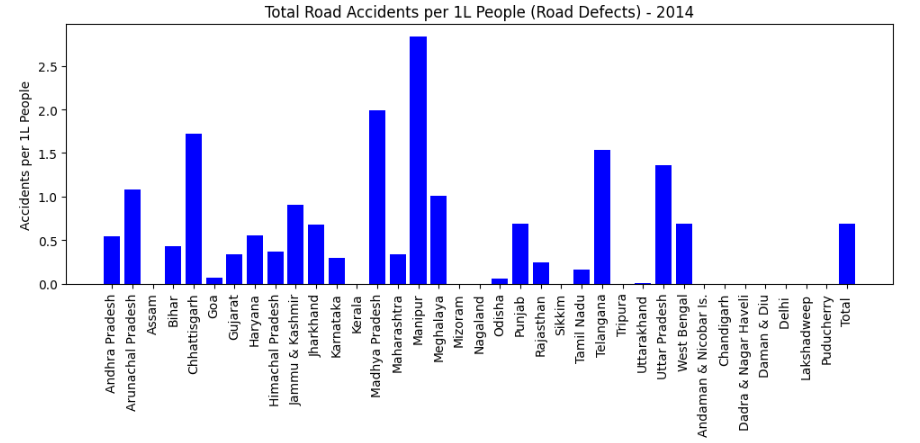 Total Road Accidents per 1L People (Road Defects) - 2014
Accidents per 1L People
2.5
2.0
1.5
1.0
0.5
0.0
Andhra Pradesh
Arunachal Pradesh
Assam
Bihar
Chhattisgarh
Goa
Gujarat
Haryana
Himachal Pradesh
Jammu & Kashmir
Jharkhand
Karnataka
Kerala
Madhya Pradesh
Maharashtra
Manipur
Meghalaya
Mizoram
Nagaland
Odisha
Punjab
Rajasthan
Sikkim
Tamil Nadu
Telangana
Tripura
Uttarakhand
Uttar Pradesh
West Bengal
Andaman & Nicobar Is.
Chandigarh
Dadra & Nagar Haveli
Daman & Diu
Delhi
Lakshadweep
Puducherry
Total